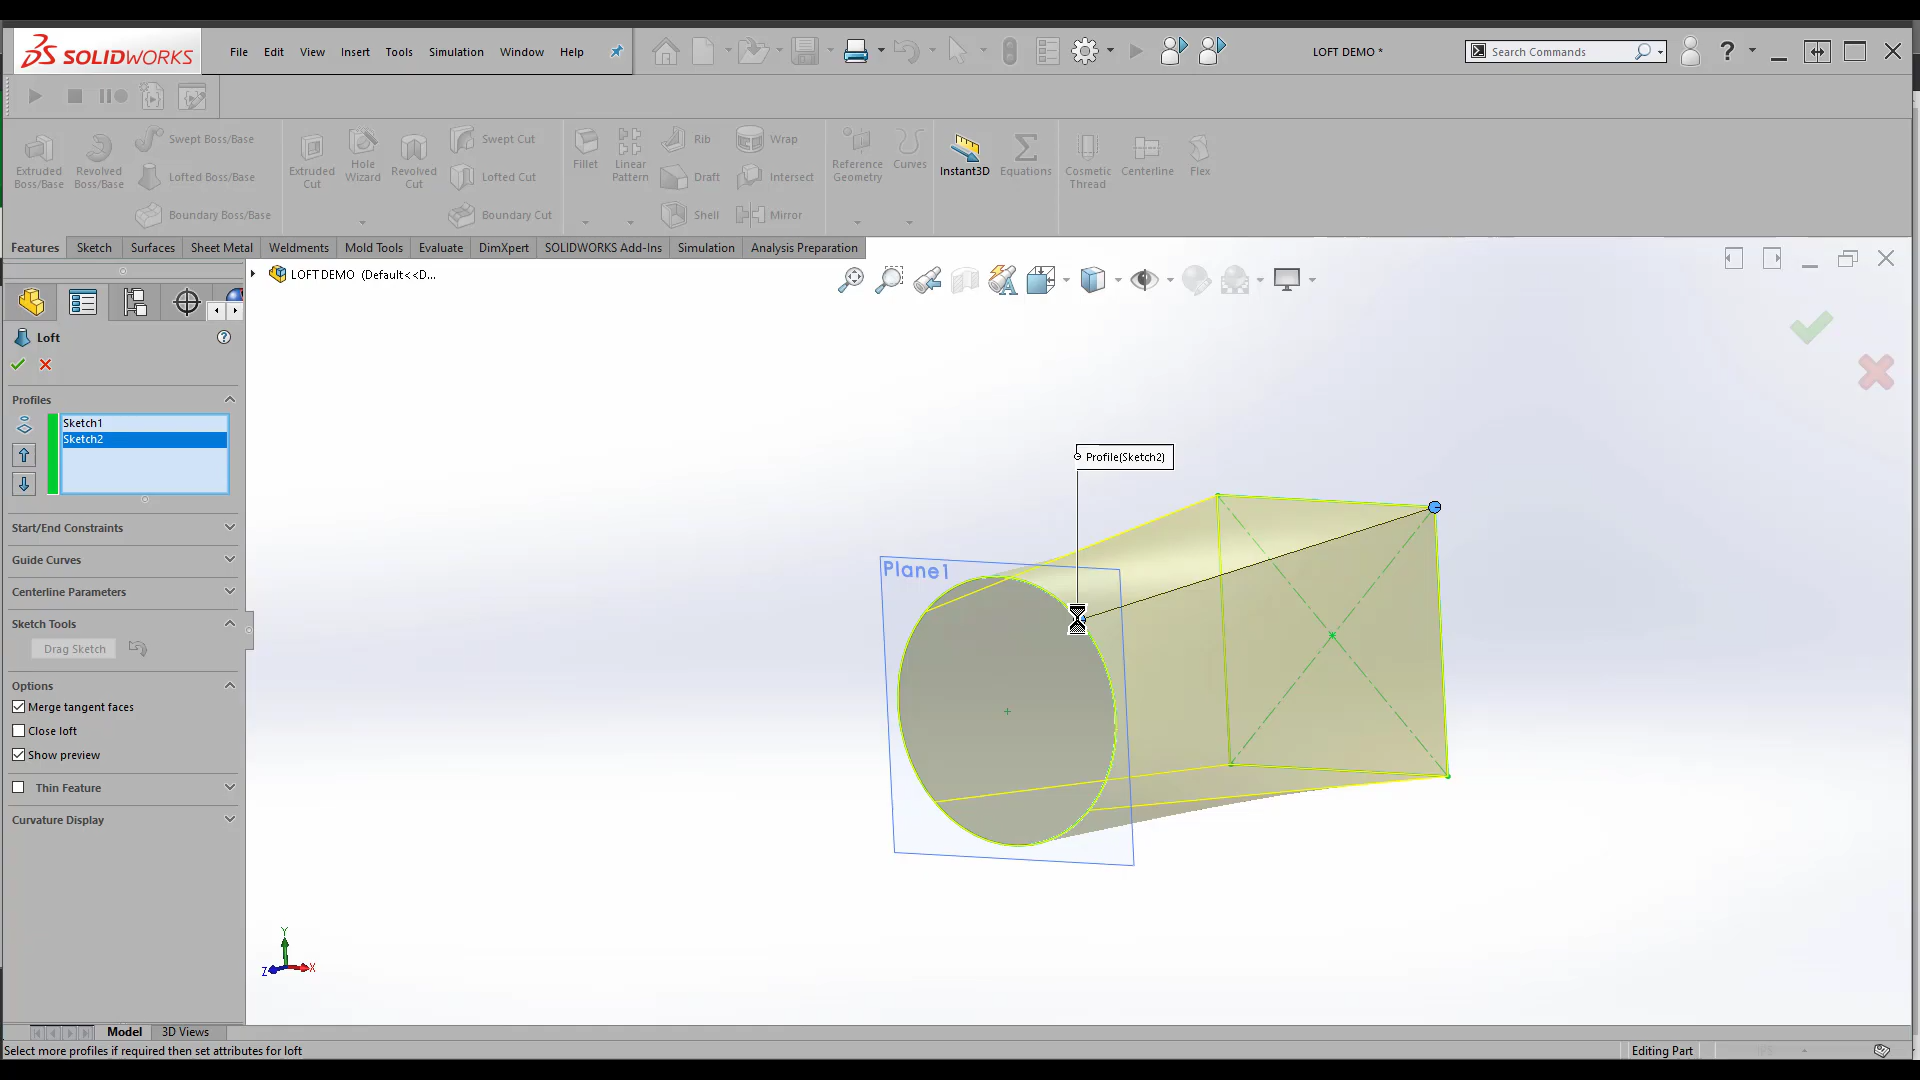 SOLIDWORKS
File Edit View Insert Tools Simulation Window Help
LOFT DEMO *
Search Commands
?
Extruded Boss/Base
Revolved Boss/Base
Swept Boss/Base
Lofted Boss/Base
Boundary Boss/Base
Extruded Cut
Hole Wizard
Revolved Cut
Swept Cut
Lofted Cut
Boundary Cut
Fillet
Linear Pattern
Rib
Draft
Shell
Wrap
Intersect
Mirror
Reference Geometry
Curves
Instant3D
Equations
Cosmetic Thread
Centerline
Flex
Features Sketch Surfaces Sheet Metal Weldments Mold Tools Evaluate DimXpert SOLIDWORKS Add-Ins Simulation Analysis Preparation
LOFT DEMO (Default<<D...
Loft
?
Profiles
Sketch1
Sketch2
Start/End Constraints
Guide Curves
Centerline Parameters
Sketch Tools
Drag Sketch
Options
Merge tangent faces
Close loft
Show preview
Thin Feature
Curvature Display
Profile(Sketch2)
Plane1
Y
Z
X
Model 3D Views
Select more profiles if required then set attributes for loft
Editing Part